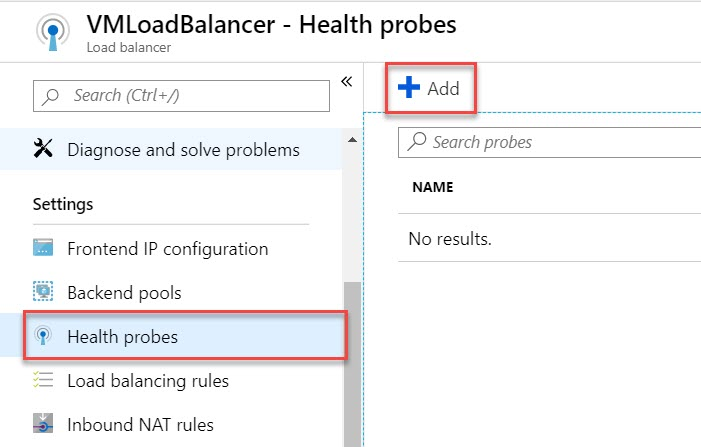 VMLoadBalancer - Health probes
Load balancer
Search (Ctrl+/)
Diagnose and solve problems
Settings
Frontend IP configuration
Backend pools
Health probes
Load balancing rules
Inbound NAT rules
Add
Search probes
NAME
No results.